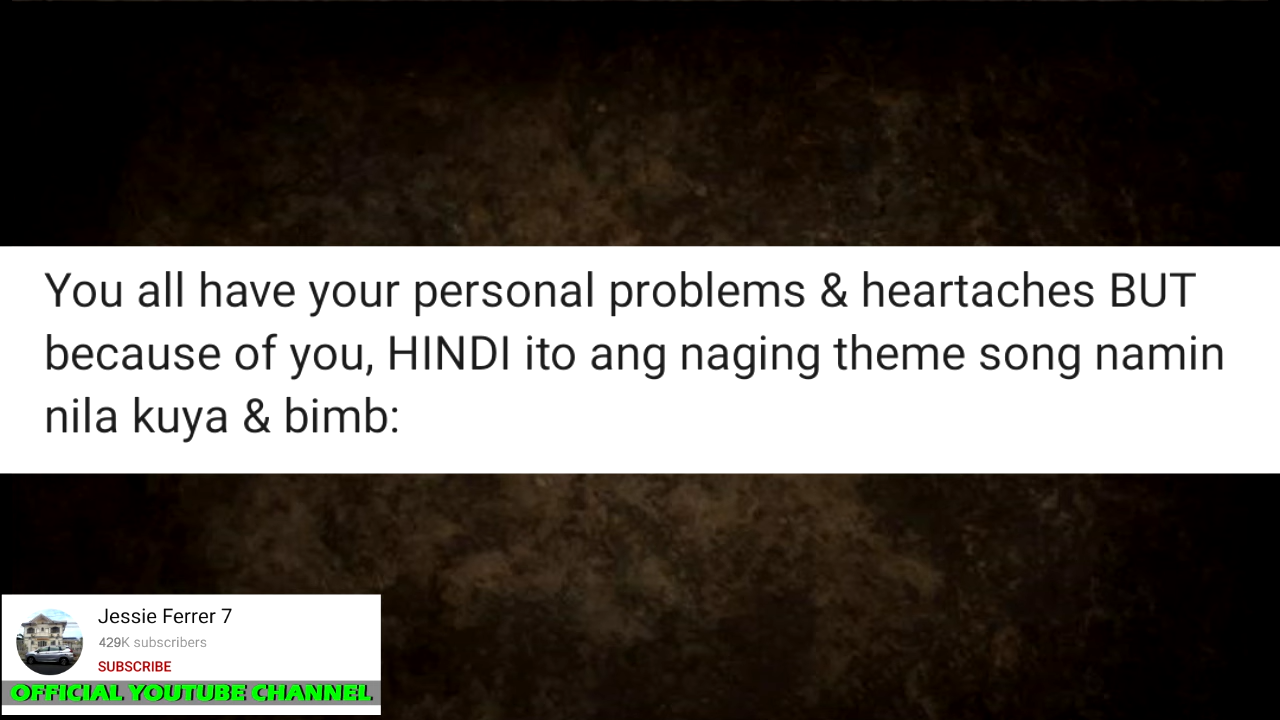 You all have your personal problems & heartaches BUT
because of you, HINDI ito ang naging theme song namin
nila kuya & bimb:
Jessie Ferrer 7
429K subscribers
SUBSCRIBE
OFFICIAL YOUTUBE CHANNEL